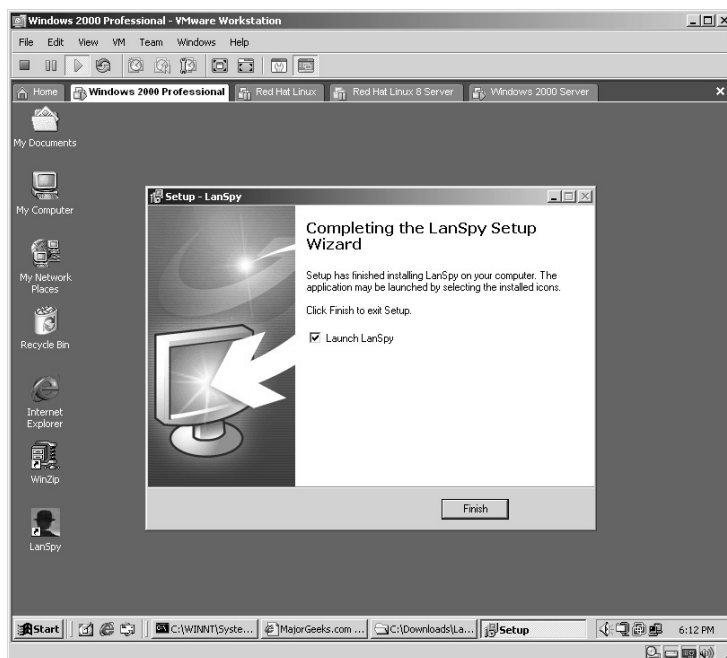 Windows 2000 Professional - VMware Workstation
File Edit View VM Team Windows Help
Home Windows 2000 Professional Red Hat Linux Red Hat Linux 8 Server Windows 2000 Server
My Documents
My Computer
My Network
Places
Recycle Bin
Internet
Explorer
WinZip
LanSpy
Setup - LanSpy
Completing the LanSpy Setup
Wizard
Setup has finished installing LanSpy on your computer. The
application may be launched by selecting the installed icons.
Click Finish to exit Setup.
Launch LanSpy
Finish
Start C:\WINNT\Syste... MajorGeeks.com ... C:\Downloads\La... Setup 6:12 PM